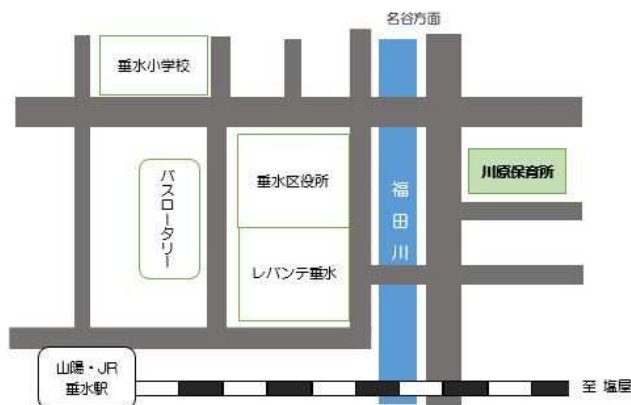 名谷方面
垂水小学校
バスロータリー
垂水区役所
川原保育所
福田川
レバンテ垂水
山陽・JR
垂水駅
至 塩屋